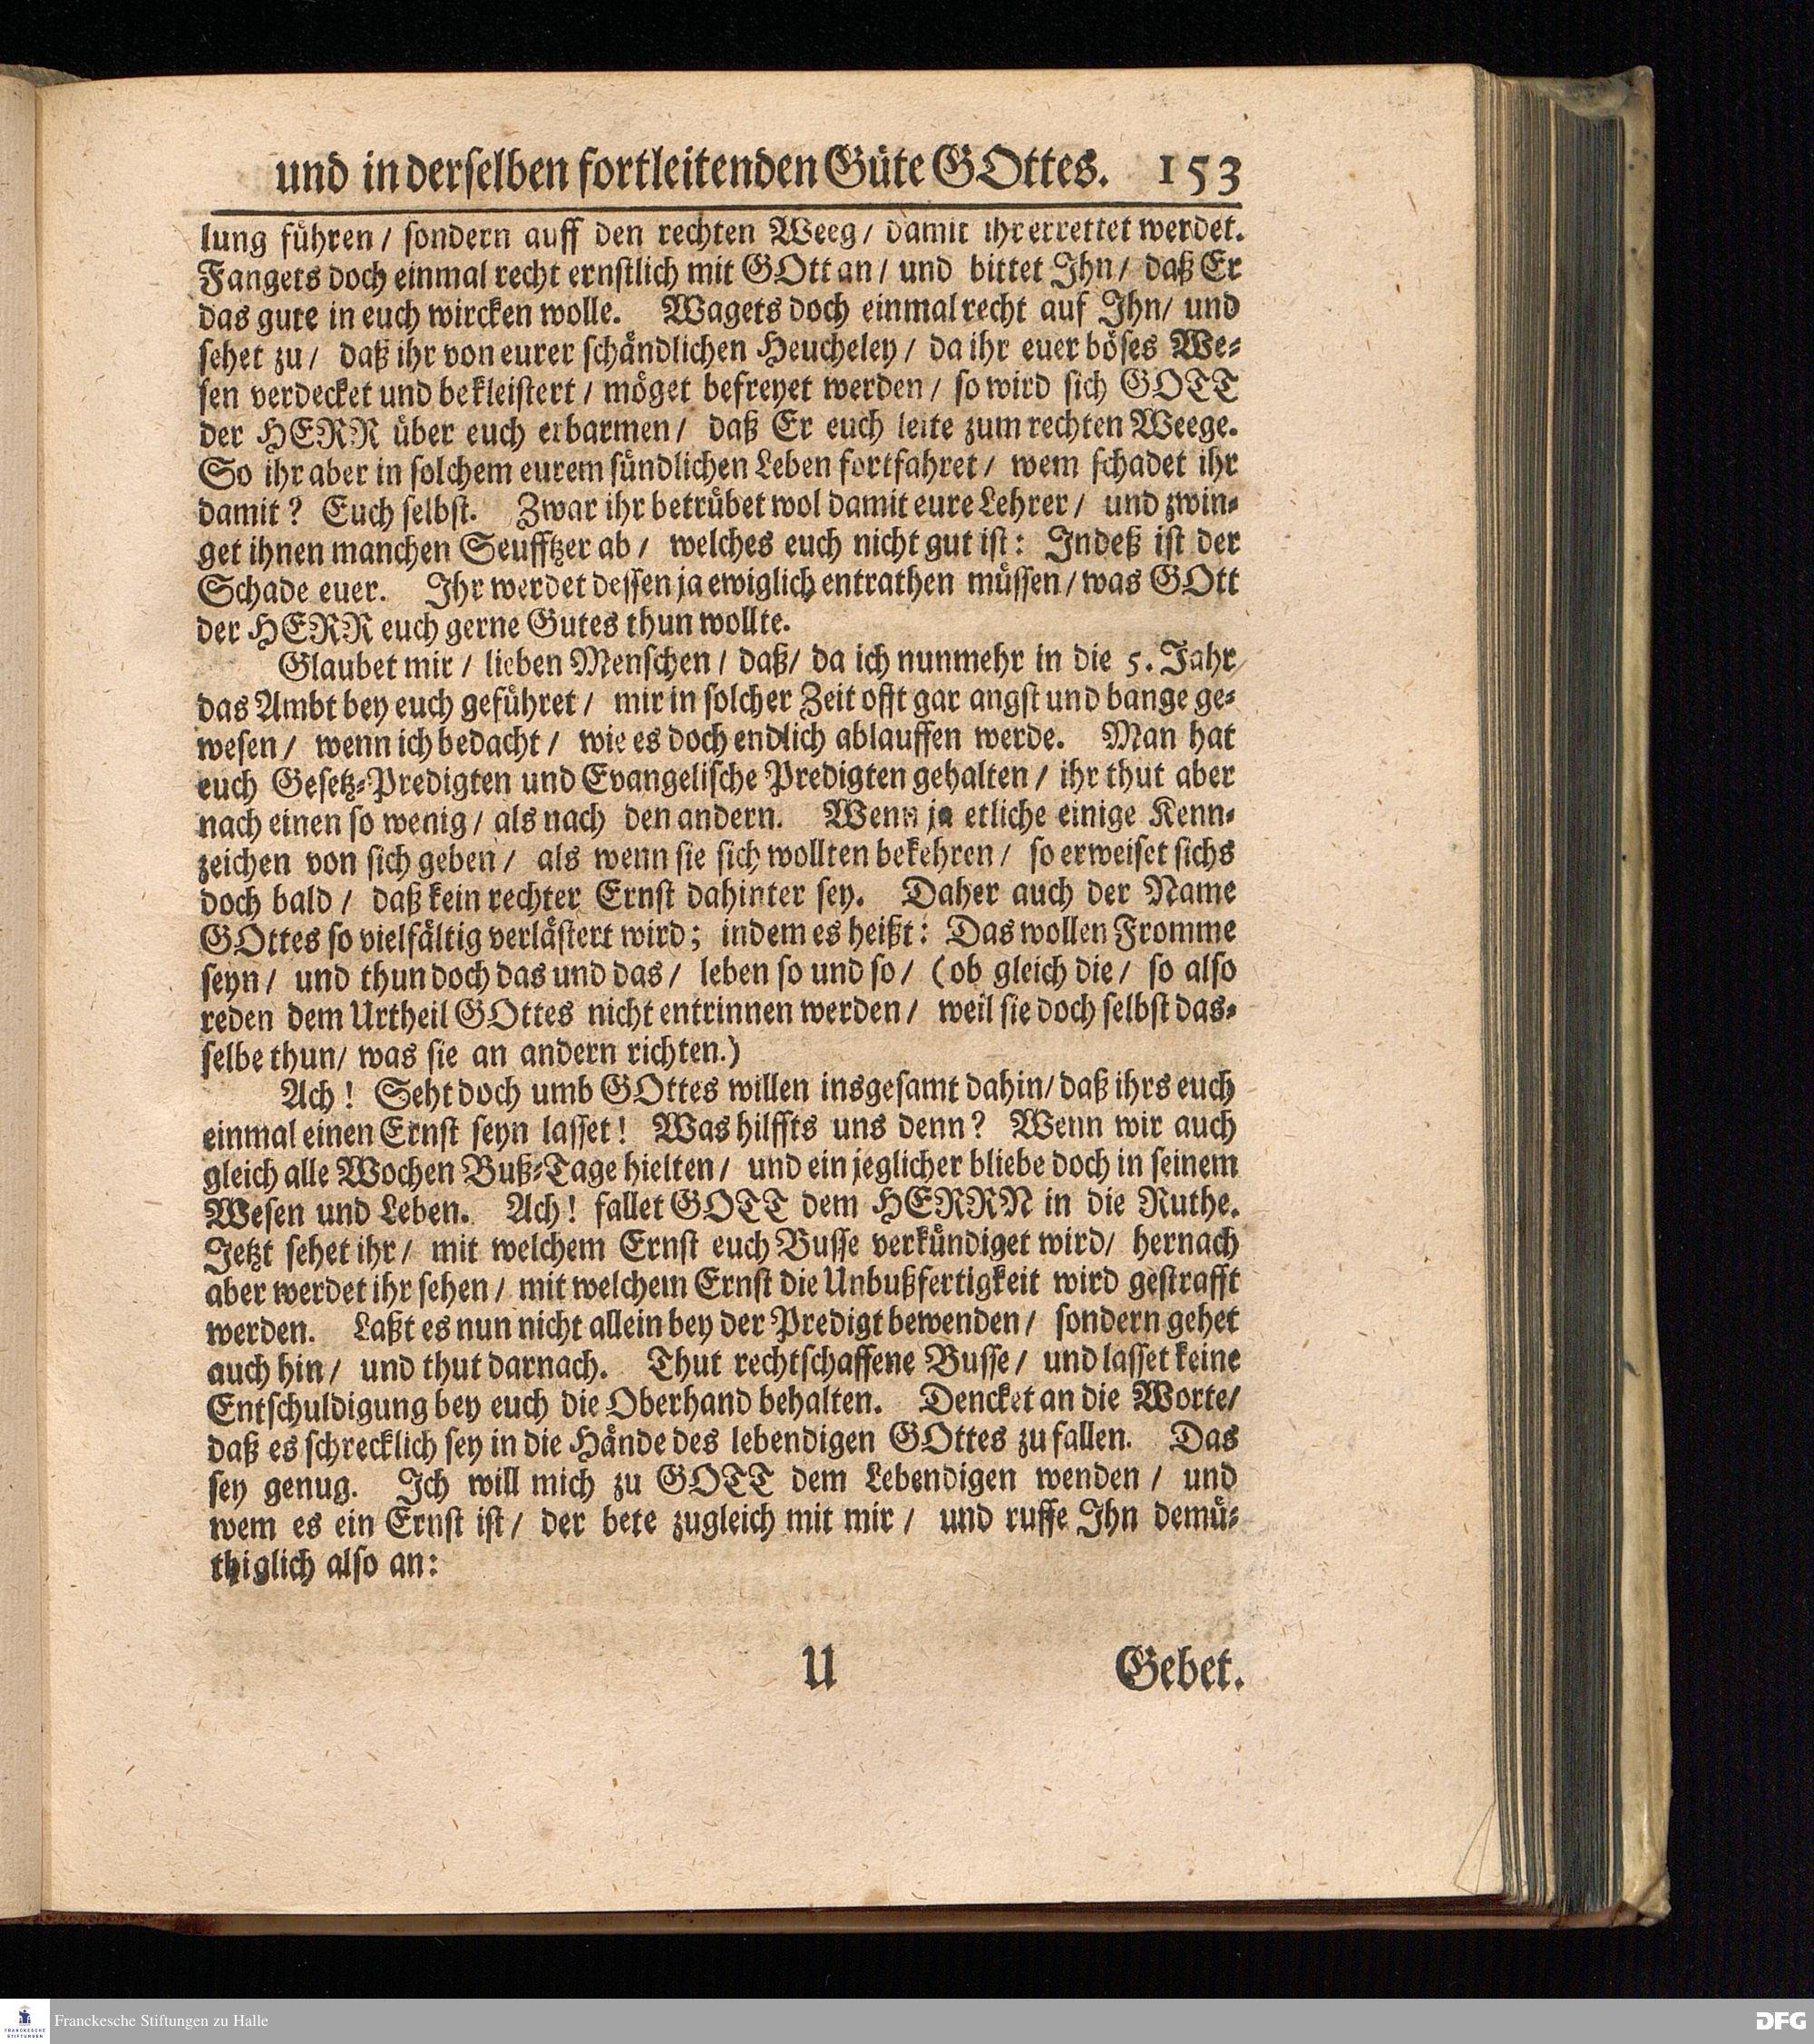 und in derselben fortleitenden Güte GOttes. 153
lung führen / sondern auff den rechten Weeg / damit ihr errettet werdet.
Fangets doch einmal recht ernstlich mit GOtt an / und bittet Ihn / daß Er
das gute in euch wircken wolle. Wagets doch einmal recht auf Ihn / und
sehet zu / daß ihr von eurer schändlichen Heucheley / da ihr euer böses We-
sen verdecket und bekleistert / möget befreyet werden / so wird sich GOTT
der HERR über euch erbarmen / daß Er euch leite zum rechten Weege.
So ihr aber in solchem eurem sündlichen Leben fortfahret / wem schadet ihr
damit? Euch selbst. Zwar ihr betrübet wol damit eure Lehrer / und zwin-
get ihnen manchen Seufftzer ab / welches euch nicht gut ist: Indeß ist der
Schade euer. Ihr werdet dessen ja ewiglich entrathen müssen / was GOtt
der HERR euch gerne Gutes thun wollte.
Glaubet mir / lieben Menschen / daß / da ich nunmehr in die 5. Jahr
das Ambt bey euch geführet / mir in solcher Zeit offt gar angst und bange ge-
wesen / wenn ich bedacht / wie es doch endlich ablauffen werde. Man hat
euch Gesetz-Predigten und Evangelische Predigten gehalten / ihr thut aber
nach einen so wenig / als nach den andern. Wenn ja etliche einige Kenn-
zeichen von sich geben / als wenn sie sich wollten bekehren / so erweiset sichs
doch bald / daß kein rechter Ernst dahinter sey. Daher auch der Name
GOttes so vielfältig verlästert wird; indem es heißt: Das wollen Fromme
seyn / und thun doch das und das / leben so und so / (ob gleich die / so also
reden dem Urtheil GOttes nicht entrinnen werden / weil sie doch selbst das-
selbe thun / was sie an andern richten.)
Ach! Seht doch umb GOttes willen insgesamt dahin / daß ihrs euch
einmal einen Ernst seyn lasset! Was hilffts uns denn? Wenn wir auch
gleich alle Wochen Buß-Tage hielten / und ein jeglicher bliebe doch in seinem
Wesen und Leben. Ach! fallet GOTT dem HERRN in die Ruthe.
Jetzt sehet ihr / mit welchem Ernst euch Busse verkündiget wird / hernach
aber werdet ihr sehen / mit welchem Ernst die Unbußfertigkeit wird gestrafft
werden. Laßt es nun nicht allein bey der Predigt bewenden / sondern gehet
auch hin / und thut darnach. Thut rechtschaffene Busse / und lasset keine
Entschuldigung bey euch die Oberhand behalten. Dencket an die Worte /
daß es schrecklich sey in die Hände des lebendigen GOttes zu fallen. Das
sey genug. Ich will mich zu GOTT dem Lebendigen wenden / und
wem es ein Ernst ist / der bete zugleich mit mir / und ruffe Ihn demü-
thiglich also an:
U Gebet.
FRANCKESCHE STIFTUNGEN
Franckesche Stiftungen zu Halle
DFG